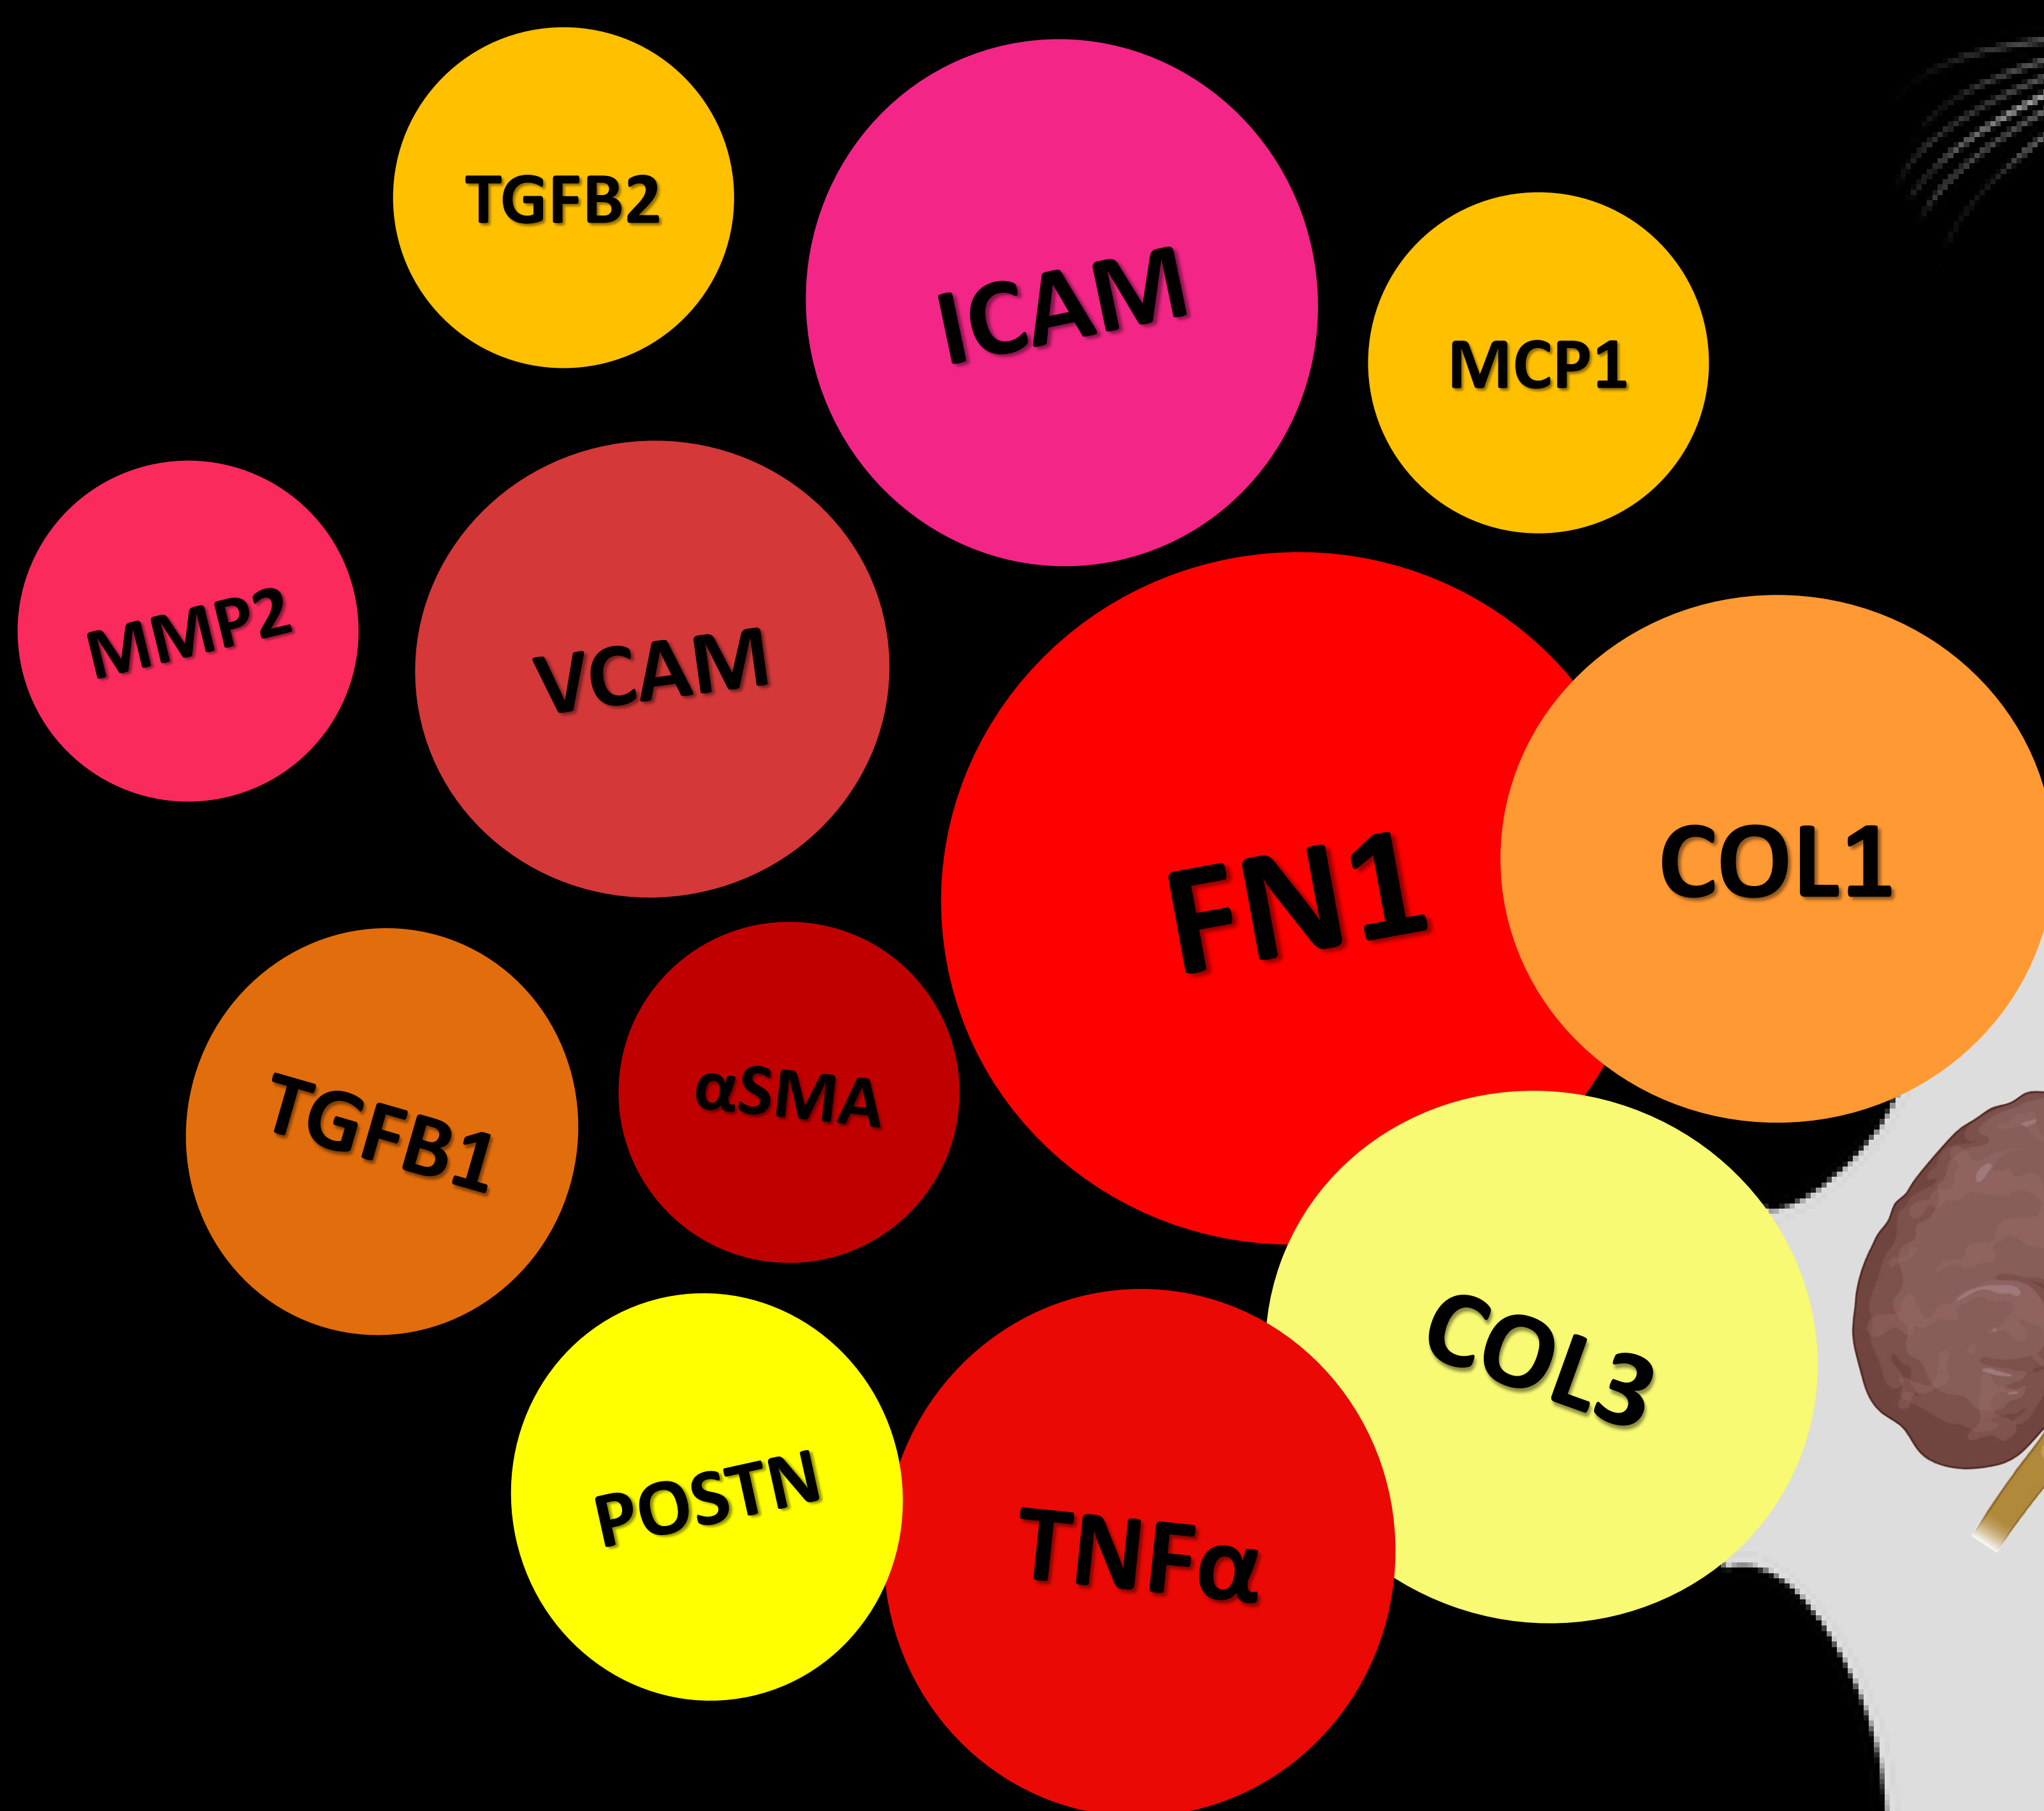 TGFB2
ICAM
MCP1
MMP2
VCAM
FN1
COL1
TGFB1
αSMA
COL3
POSTN
TNFα